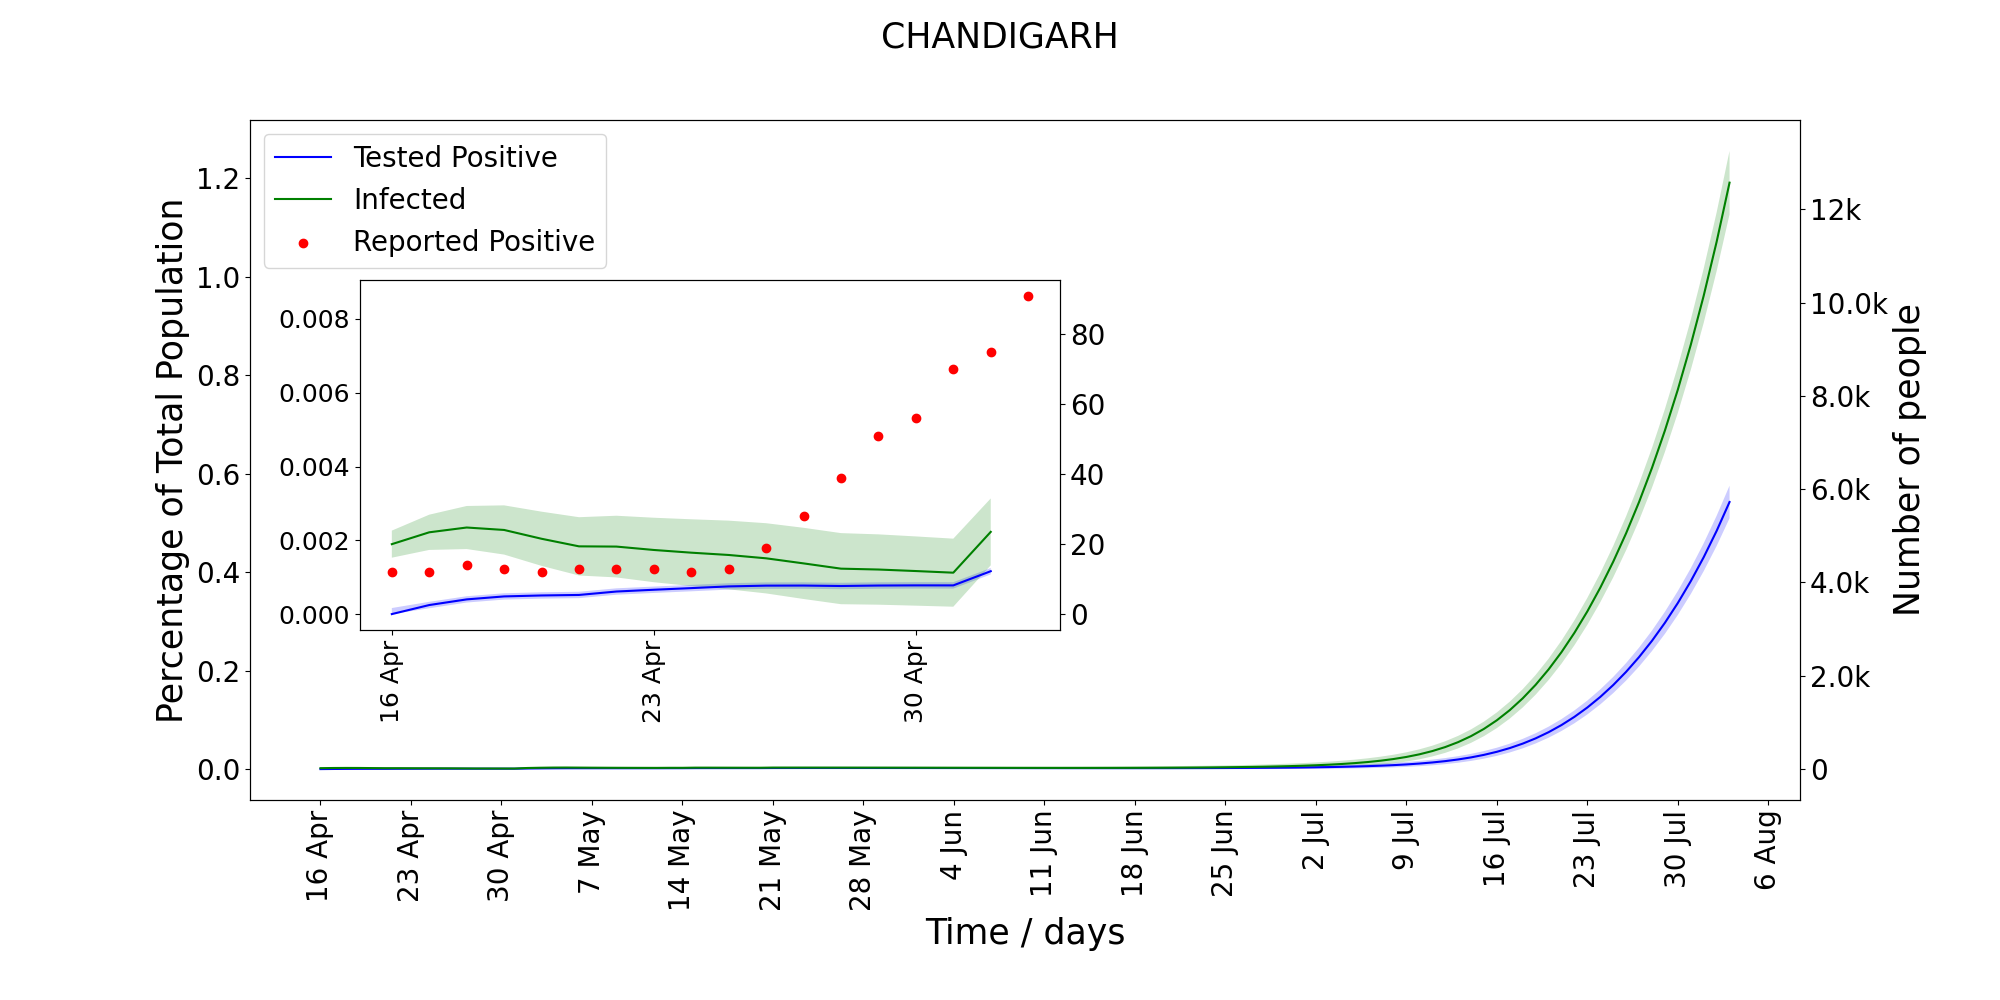 CHANDIGARH
Tested Positive
Infected
Reported Positive
Percentage of Total Population
1.2
1.0
0.8
0.6
0.4
0.2
0.0
0.008
0.006
0.004
0.002
0.000
80
60
40
20
0
16 Apr
23 Apr
30 Apr
12k
10.0k
8.0k
6.0k
4.0k
2.0k
0
Number of people
16 Apr
23 Apr
30 Apr
7 May
14 May
21 May
28 May
4 Jun
11 Jun
18 Jun
25 Jun
2 Jul
9 Jul
16 Jul
23 Jul
30 Jul
6 Aug
Time / days